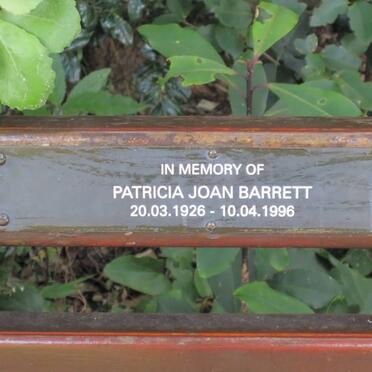 IN MEMORY OF
PATRICIA JOAN BARRETT
20.03.1926 - 10.04.1996